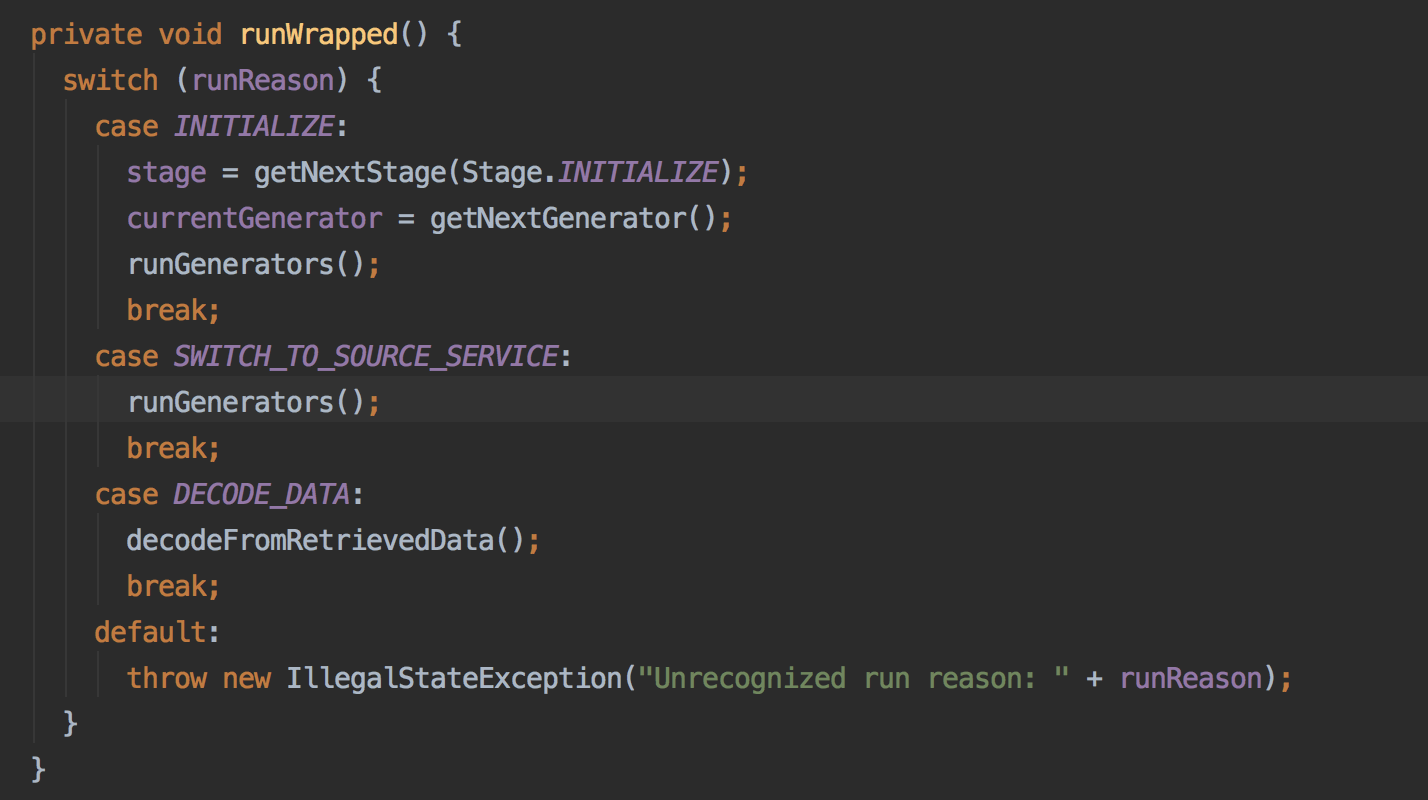 private void runWrapped() {
switch (runReason) {
case INITIALIZE:
stage = getNextStage(Stage.INITIALIZE);
currentGenerator = getNextGenerator();
runGenerators();
break;
case SWITCH_TO_SOURCE_SERVICE:
runGenerators();
break;
case DECODE_DATA:
decodeFromRetrievedData();
break;
default:
throw new IllegalStateException("Unrecognized run reason: " + runReason);
}
}